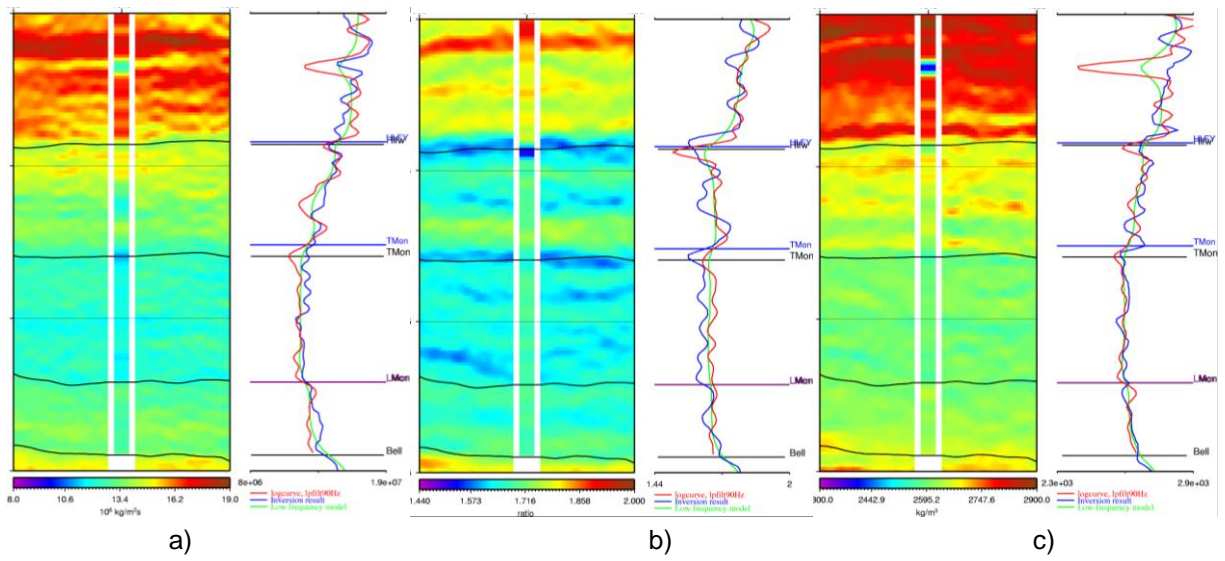 TMon
TMon
Bell
8.0 10.6 13.4 16.2 19.0
10⁶ kg/m²s
8e+06 1.9e+07
logcurve, lpfilt90Hz
Inversion result
Low-frequency model
a)
TMon
TMon
Bell
1.440 1.573 1.716 1.858 2.000
ratio
1.44 2
logcurve, lpfilt90Hz
Inversion result
Low-frequency model
b)
TMon
TMon
Bell
300.0 2442.9 2595.2 2747.6 2900.0
kg/m³
2.3e+03 2.9e+03
logcurve, lpfilt90Hz
Inversion result
Low-frequency model
c)